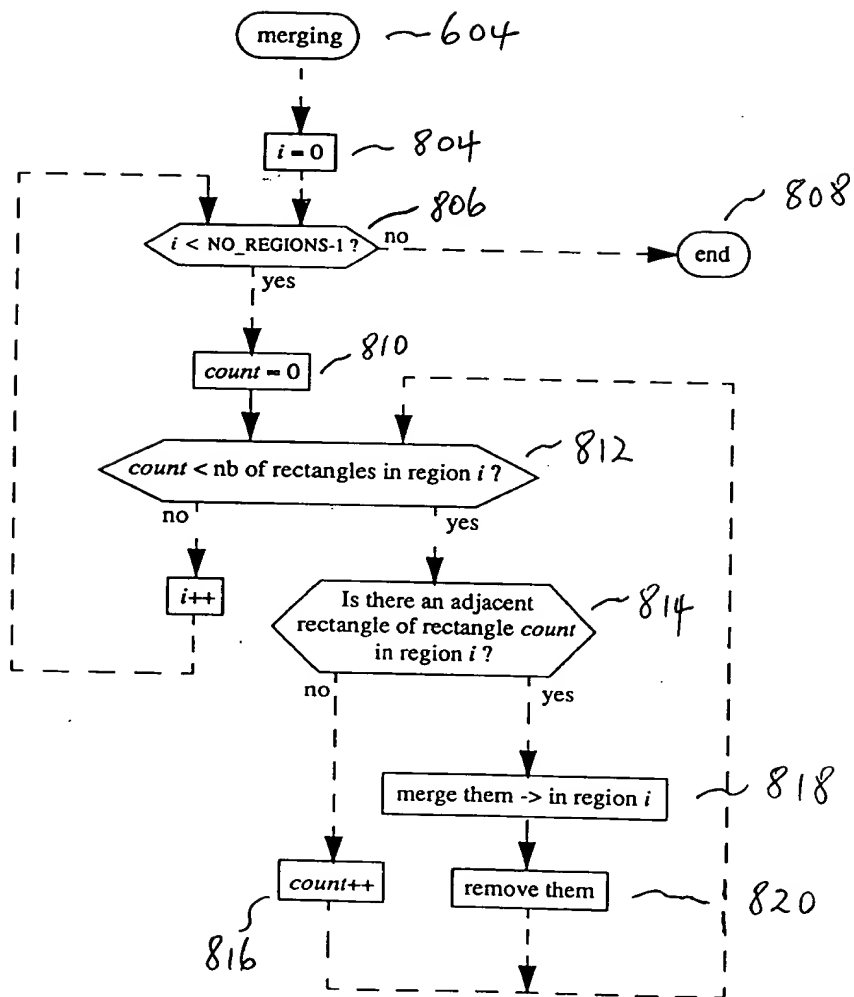 merging
604
i = 0
804
806
808
i < NO_REGIONS-1 ?
no
end
yes
810
count = 0
812
count < nb of rectangles in region i ?
no
yes
i++
Is there an adjacent
rectangle of rectangle count
in region i ?
814
no
yes
merge them -> in region i
818
count++
remove them
820
816